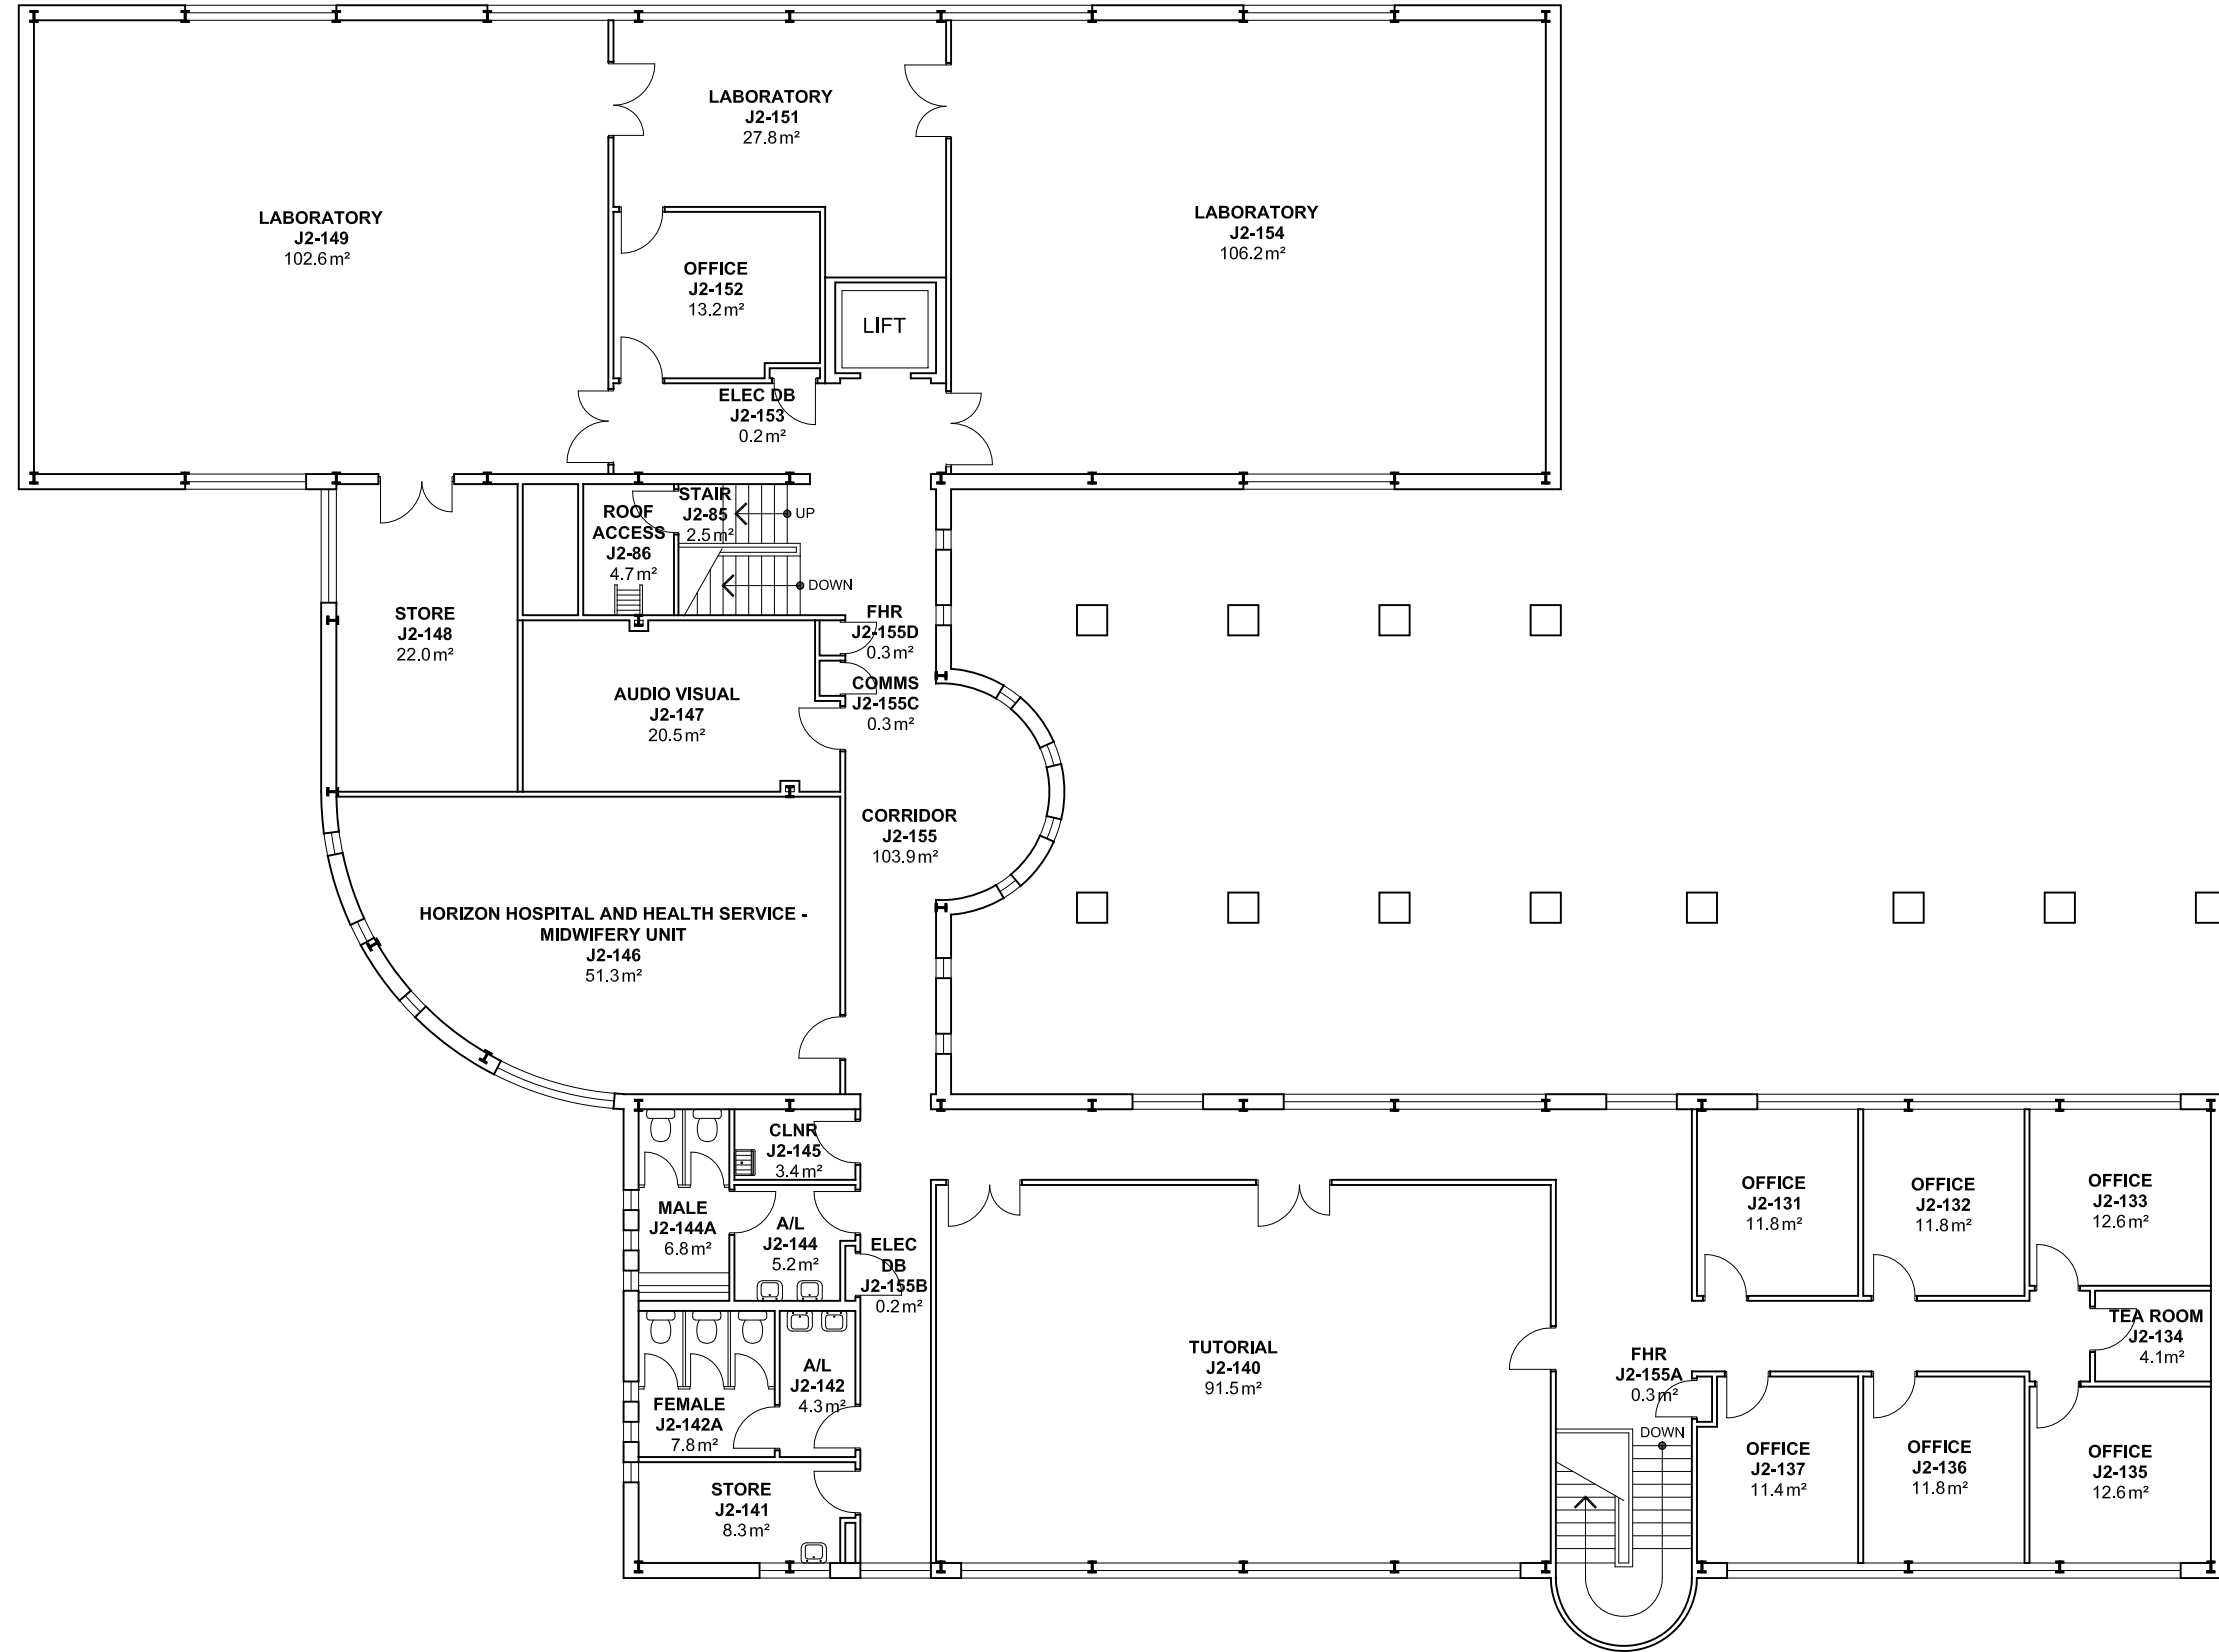 LABORATORY
J2-149
102.6m²
LABORATORY
J2-151
27.8m²
LABORATORY
J2-154
106.2m²
OFFICE
J2-152
13.2m²
LIFT
ELEC DB
J2-153
0.2m²
STAIR
J2-85
2.5m²
UP
ROOF
ACCESS
J2-86
4.7m²
DOWN
STORE
J2-148
22.0m²
FHR
J2-155D
0.3m²
AUDIO VISUAL
J2-147
20.5m²
COMMS
J2-155C
0.3m²
CORRIDOR
J2-155
103.9m²
HORIZON HOSPITAL AND HEALTH SERVICE -
MIDWIFERY UNIT
J2-146
51.3m²
CLNR
J2-145
3.4m²
MALE
J2-144A
6.8m²
A/L
J2-144
5.2m²
ELEC
DB
J2-155B
0.2m²
A/L
J2-142
4.3m²
FEMALE
J2-142A
7.8m²
STORE
J2-141
8.3m²
TUTORIAL
J2-140
91.5m²
OFFICE
J2-131
11.8m²
OFFICE
J2-132
11.8m²
OFFICE
J2-133
12.6m²
TEA ROOM
J2-134
4.1m²
FHR
J2-155A
0.3m²
DOWN
OFFICE
J2-137
11.4m²
OFFICE
J2-136
11.8m²
OFFICE
J2-135
12.6m²